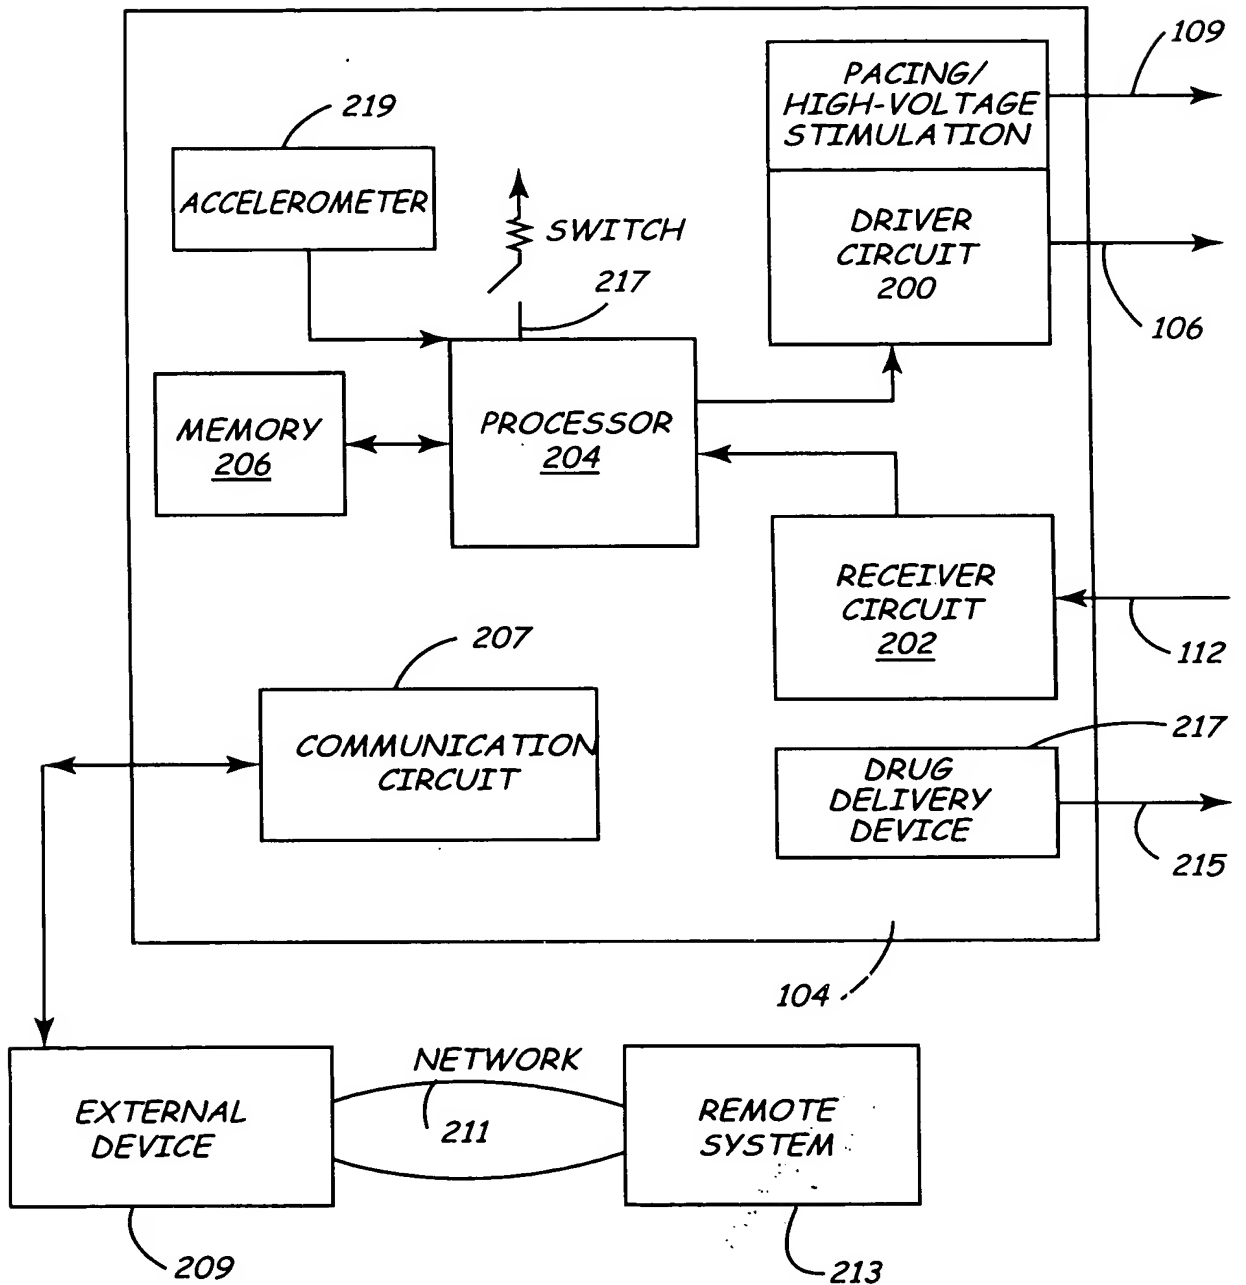 109
PACING/
HIGH-VOLTAGE
STIMULATION
219
ACCELEROMETER
SWITCH
217
DRIVER
CIRCUIT
200
106
MEMORY
206
PROCESSOR
204
RECEIVER
CIRCUIT
202
112
207
COMMUNICATION
CIRCUIT
217
DRUG
DELIVERY
DEVICE
215
104
NETWORK
211
EXTERNAL
DEVICE
REMOTE
SYSTEM
209
213